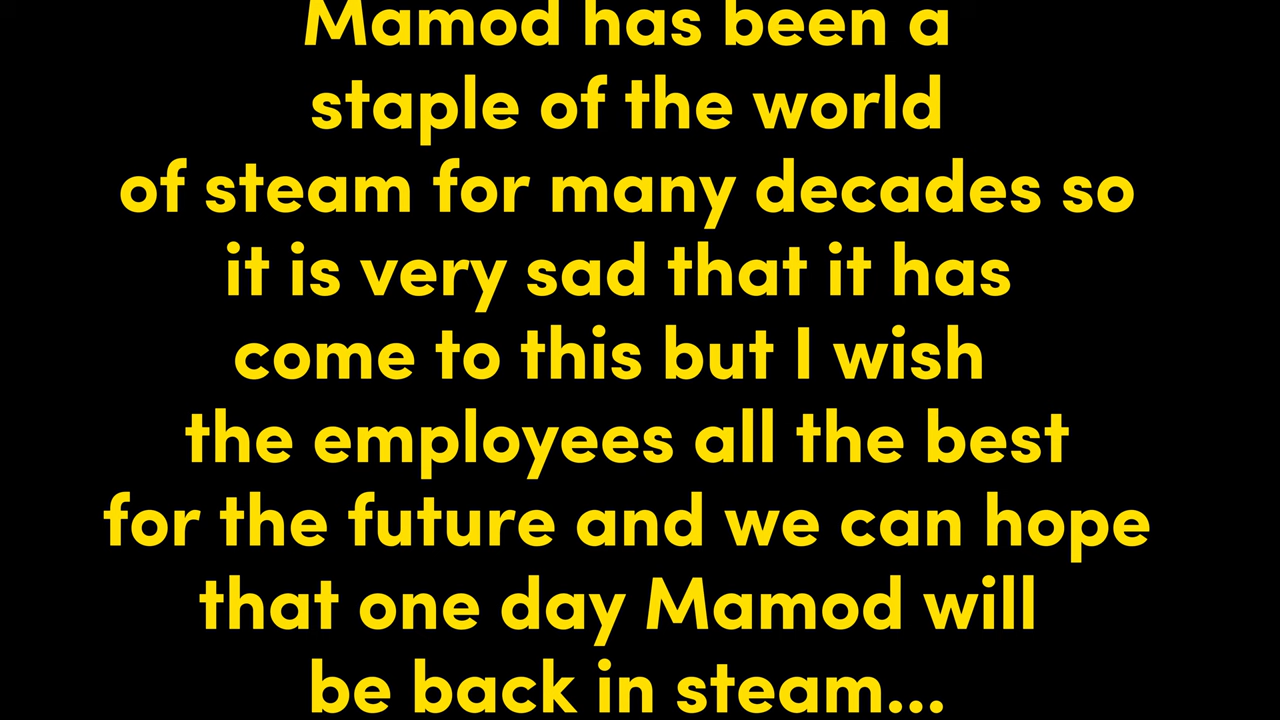 Mamod has been a
staple of the world
of steam for many decades so
it is very sad that it has
come to this but I wish
the employees all the best
for the future and we can hope
that one day Mamod will
be back in steam...